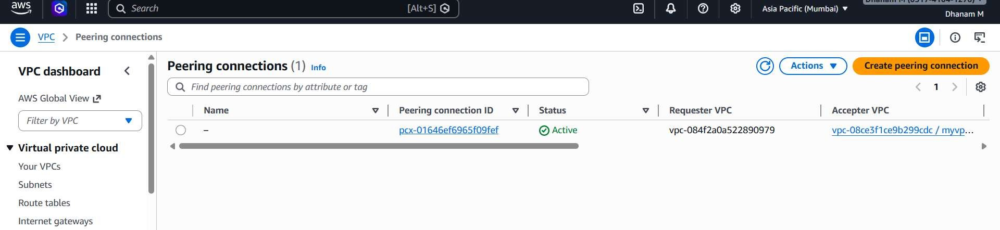 aws
Search [Alt+S]
Asia Pacific (Mumbai)
Dhanam M
VPC > Peering connections
VPC dashboard
AWS Global View
Filter by VPC
Virtual private cloud
Your VPCs
Subnets
Route tables
Internet gateways
Peering connections (1) Info
Actions
Create peering connection
Find peering connections by attribute or tag
1
Name Peering connection ID Status Requester VPC Accepter VPC
– pcx-01646ef6965f09fef Active vpc-084f2a0a522890979 vpc-08ce3f1ce9b299cdc / myvp...